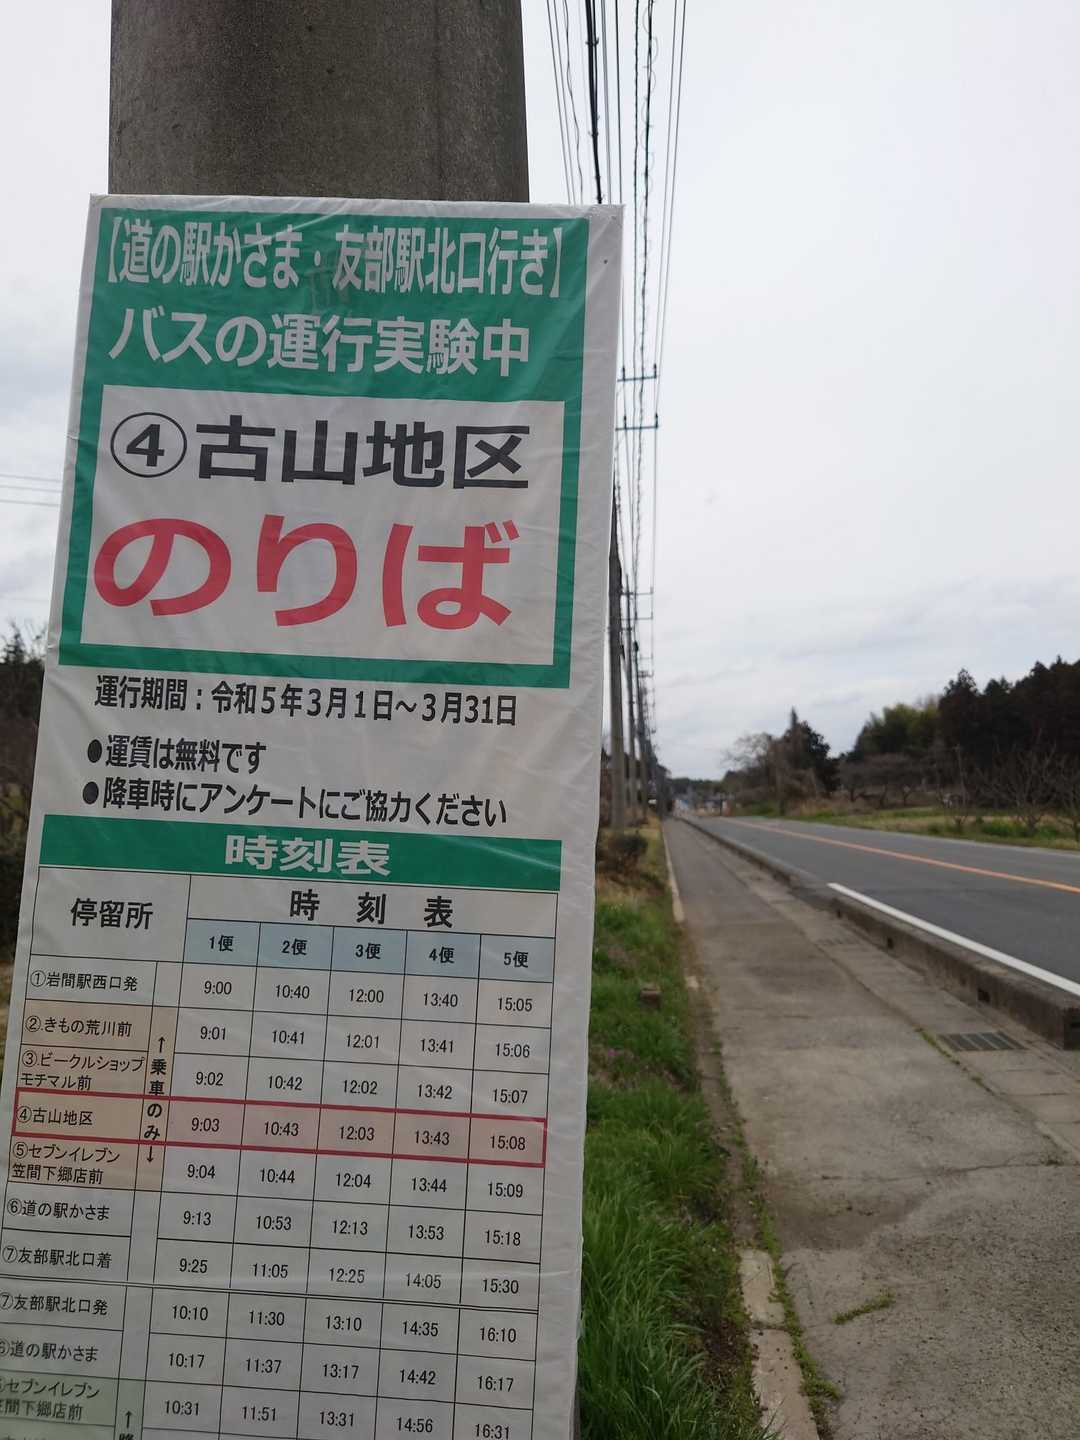 【道の駅かさま・友部駅北口行き】
バスの運行実験中
④古山地区
のりば
運行期間：令和5年3月1日～3月31日
●運賃は無料です
●降車時にアンケートにご協力ください
時刻表
停留所 時刻表
1便 2便 3便 4便 5便
①岩間駅西口発 9:00 10:40 12:00 13:40 15:05
②きもの荒川前 9:01 10:41 12:01 13:41 15:06
③ビークルショップ
モチマル前 9:02 10:42 12:02 13:42 15:07
④古山地区 9:03 10:43 12:03 13:43 15:08
⑤セブンイレブン
笠間下郷店前 9:04 10:44 12:04 13:44 15:09
←乗車のみ→
⑥道の駅かさま 9:13 10:53 12:13 13:53 15:18
⑦友部駅北口着 9:25 11:05 12:25 14:05 15:30
⑦友部駅北口発 10:10 11:30 13:10 14:35 16:10
⑥道の駅かさま 10:17 11:37 13:17 14:42 16:17
⑤セブンイレブン
笠間下郷店前 10:31 11:51 13:31 14:56 16:31